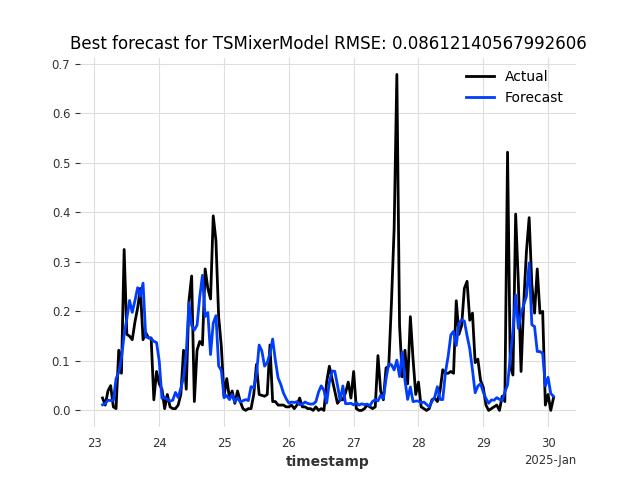 Best forecast for TSMixerModel RMSE: 0.08612140567992606
Actual
Forecast
0.7
0.6
0.5
0.4
0.3
0.2
0.1
0.0
23 24 25 26 27 28 29 30
timestamp
2025-Jan